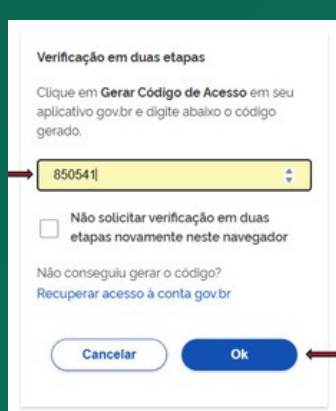 Verificação em duas etapas
Clique em Gerar Código de Acesso em seu
aplicativo gov.br e digite abaixo o código
gerado.
850541
Não solicitar verificação em duas
etapas novamente neste navegador
Não conseguiu gerar o código?
Recuperar acesso à conta gov.br
Cancelar
Ok